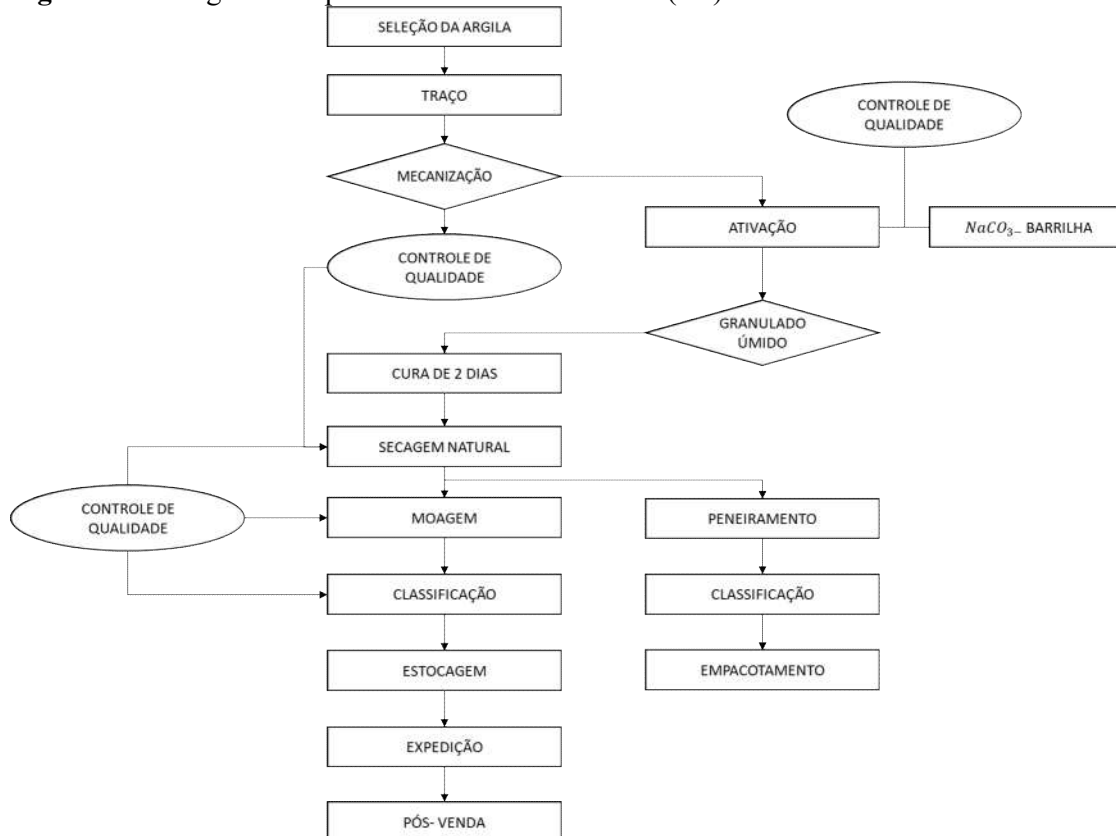 SELEÇÃO DA ARGILA
TRAÇO
CONTROLE DE
QUALIDADE
MECANIZAÇÃO
ATIVAÇÃO
NaCO₃₋ BARRILHA
CONTROLE DE
QUALIDADE
GRANULADO
ÚMIDO
CURA DE 2 DIAS
SECAGEM NATURAL
CONTROLE DE
QUALIDADE
MOAGEM
PENEIRAMENTO
CLASSIFICAÇÃO
CLASSIFICAÇÃO
ESTOCAGEM
EMPACOTAMENTO
EXPEDIÇÃO
PÓS- VENDA